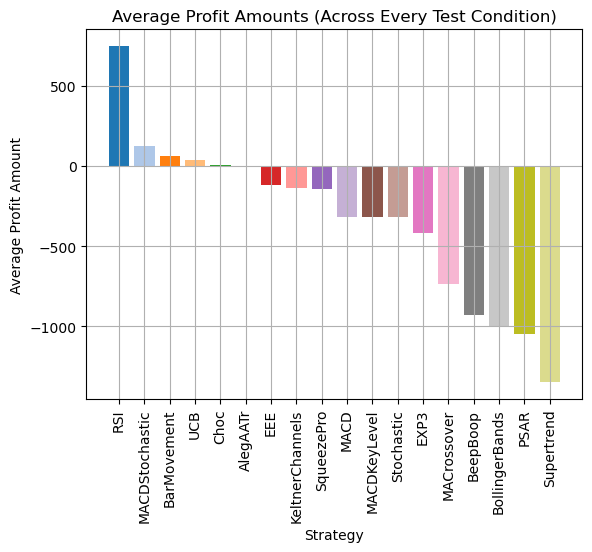 Average Profit Amounts (Across Every Test Condition)
500
0
−500
−1000
Average Profit Amount
RSI
MACDStochastic
BarMovement
UCB
Choc
AlegAATr
EEE
KeltnerChannels
SqueezePro
MACD
MACDKeyLevel
Stochastic
EXP3
MACrossover
BeepBoop
BollingerBands
PSAR
Supertrend
Strategy